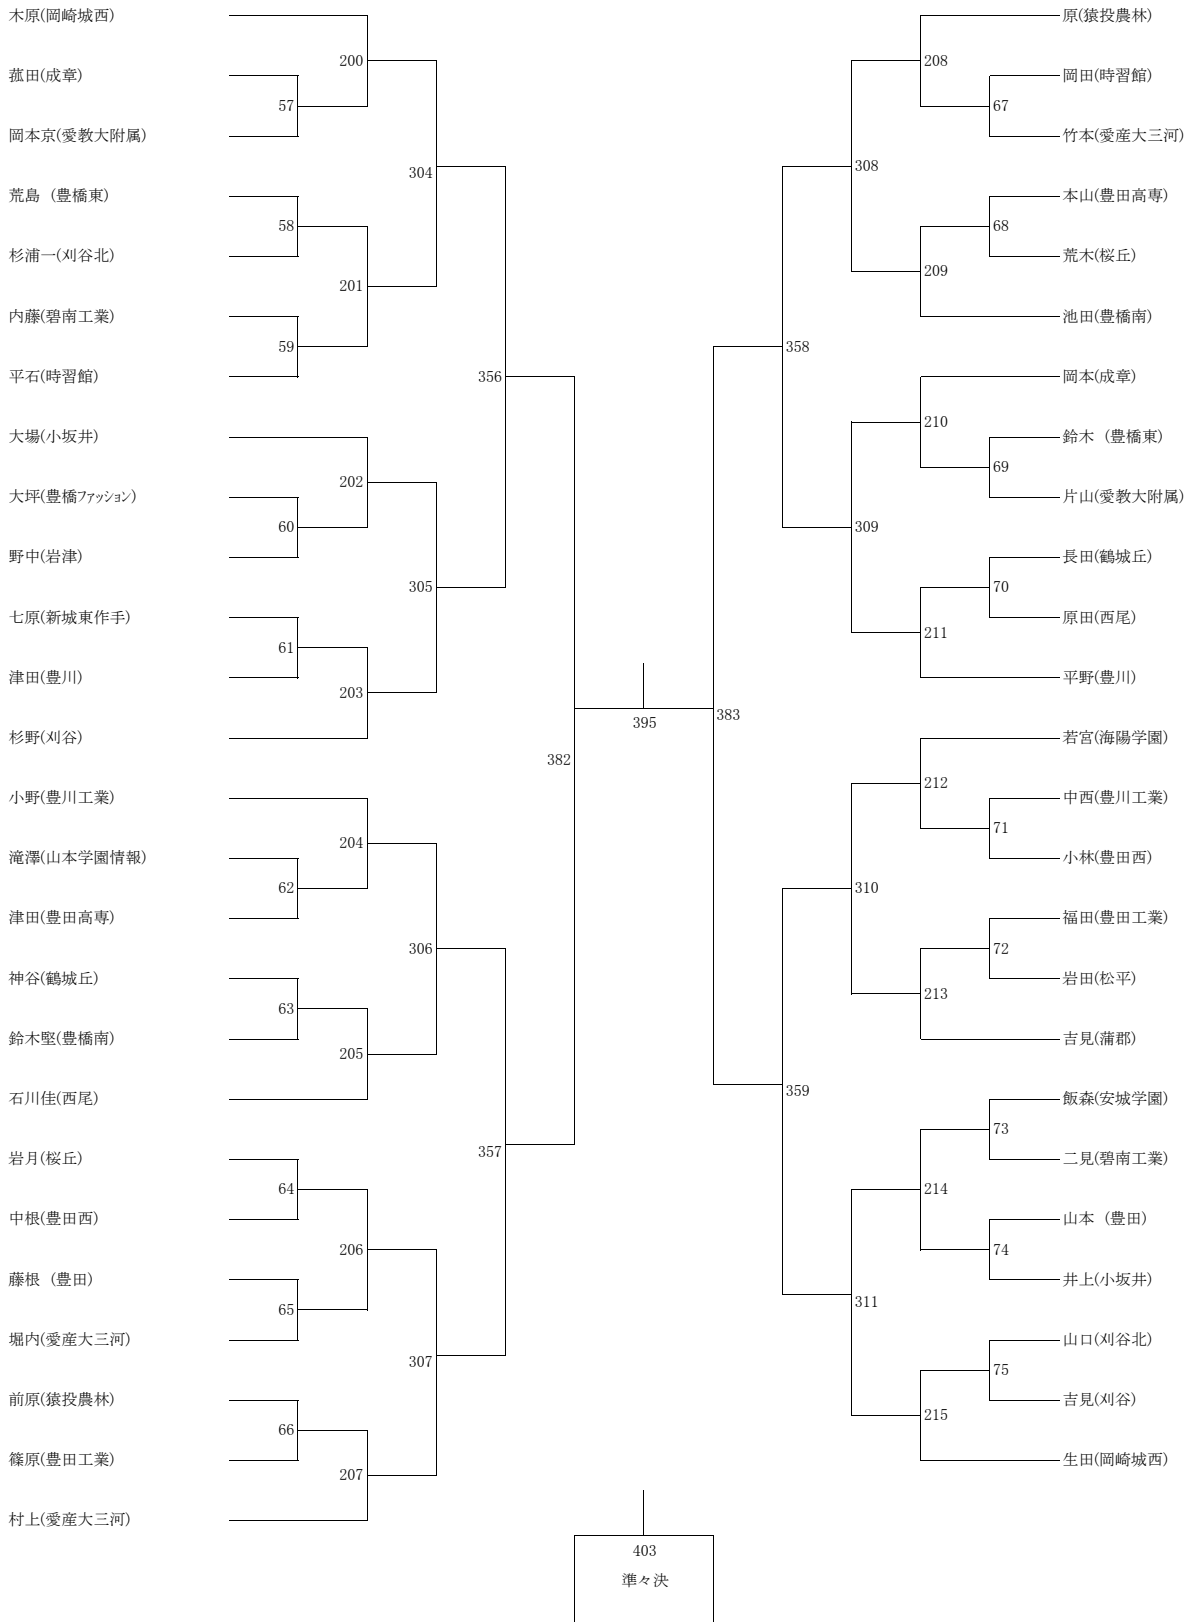 木原(岡崎城西)
200
菰田(成章)
57
岡本京(愛教大附属)
304
荒島 (豊橋東)
58
杉浦一(刈谷北)
201
内藤(碧南工業)
59
平石(時習館)
356
大場(小坂井)
202
大坪(豊橋ファッション)
60
野中(岩津)
305
七原(新城東作手)
61
津田(豊川)
203
杉野(刈谷)
382
小野(豊川工業)
204
滝澤(山本学園情報)
62
津田(豊田高専)
306
神谷(鶴城丘)
63
鈴木堅(豊橋南)
205
石川佳(西尾)
357
岩月(桜丘)
64
中根(豊田西)
206
藤根 (豊田)
65
堀内(愛産大三河)
307
前原(猿投農林)
66
篠原(豊田工業)
207
村上(愛産大三河)
395
原(猿投農林)
208
岡田(時習館)
67
竹本(愛産大三河)
308
本山(豊田高専)
68
荒木(桜丘)
209
池田(豊橋南)
358
岡本(成章)
210
鈴木 (豊橋東)
69
片山(愛教大附属)
309
長田(鶴城丘)
70
原田(西尾)
211
平野(豊川)
383
若宮(海陽学園)
212
中西(豊川工業)
71
小林(豊田西)
310
福田(豊田工業)
72
岩田(松平)
213
吉見(蒲郡)
359
飯森(安城学園)
73
二見(碧南工業)
214
山本 (豊田)
74
井上(小坂井)
311
山口(刈谷北)
75
吉見(刈谷)
215
生田(岡崎城西)
403
準々決